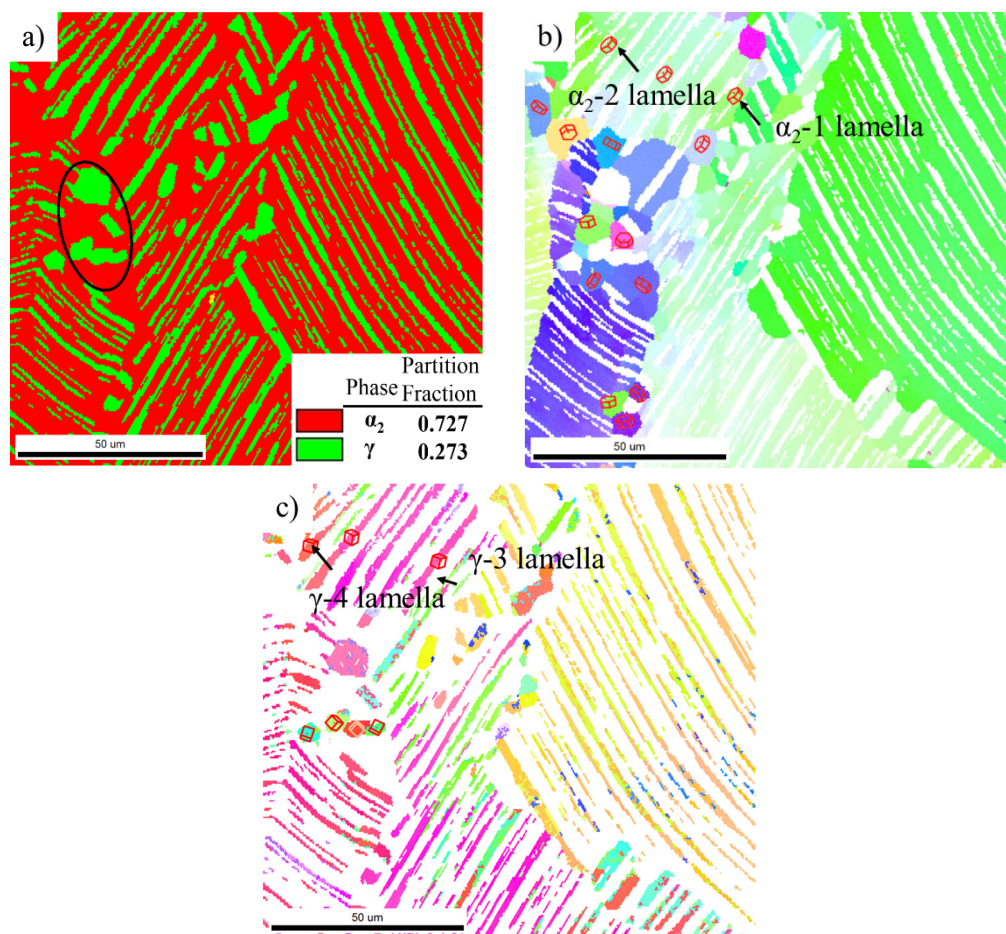 a)
Partition
Phase Fraction
α₂ 0.727
γ 0.273
50 um
b)
α₂-2 lamella
α₂-1 lamella
50 um
c)
γ-3 lamella
γ-4 lamella
50 um